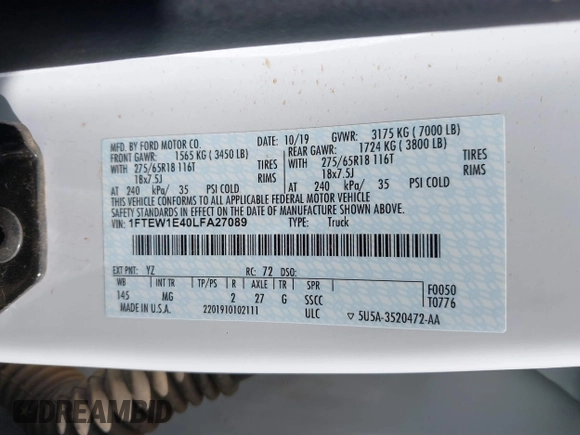 MFD. BY FORD MOTOR CO.
DATE: 10/19 GVWR: 3175 KG ( 7000 LB)
FRONT GAWR: 1565 KG ( 3450 LB)
REAR GAWR: 1724 KG ( 3800 LB)
WITH 275/65R18 116T TIRES
WITH 275/65R18 116T TIRES
18x7.5J RIMS
18x7.5J RIMS
AT 240 kPa/ 35 PSI COLD
AT 240 kPa/ 35 PSI COLD
THIS VEHICLE CONFORMS TO ALL APPLICABLE FEDERAL MOTOR VEHICLE
SAFETY STANDARDS IN EFFECT ON THE DATE OF MANUFACTURE SHOWN ABOVE.
VIN: 1FTEW1E40LFA27089
TYPE: Truck
EXT PNT: YZ RC: 72 DSO:
WB INT TR TP/PS R AXLE TR SPR
145 MG 2 27 G SSCC
F0050
T0776
MADE IN U.S.A. 2201910102111 ULC ▽ 5U5A-3520472-AA
DREAMBID